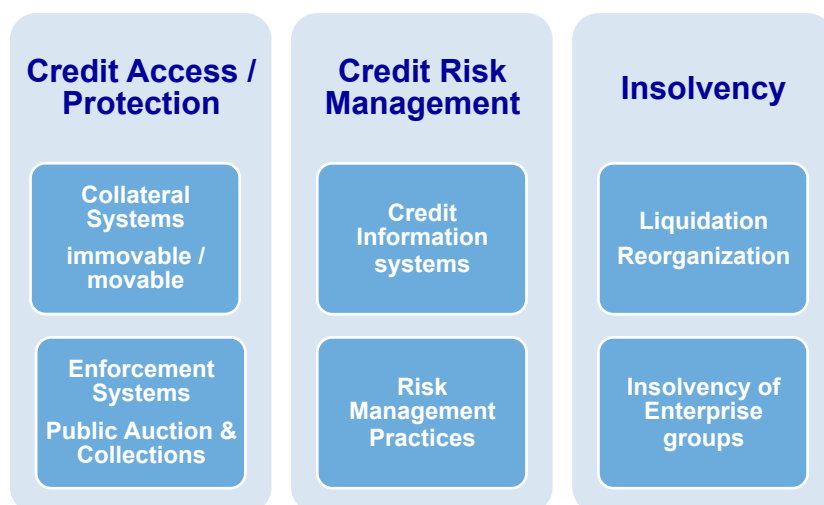 Credit Access /
Protection
Collateral
Systems
immovable /
movable
Enforcement
Systems
Public Auction &
Collections
Credit Risk
Management
Credit
Information
systems
Risk
Management
Practices
Insolvency
Liquidation
Reorganization
Insolvency of
Enterprise
groups